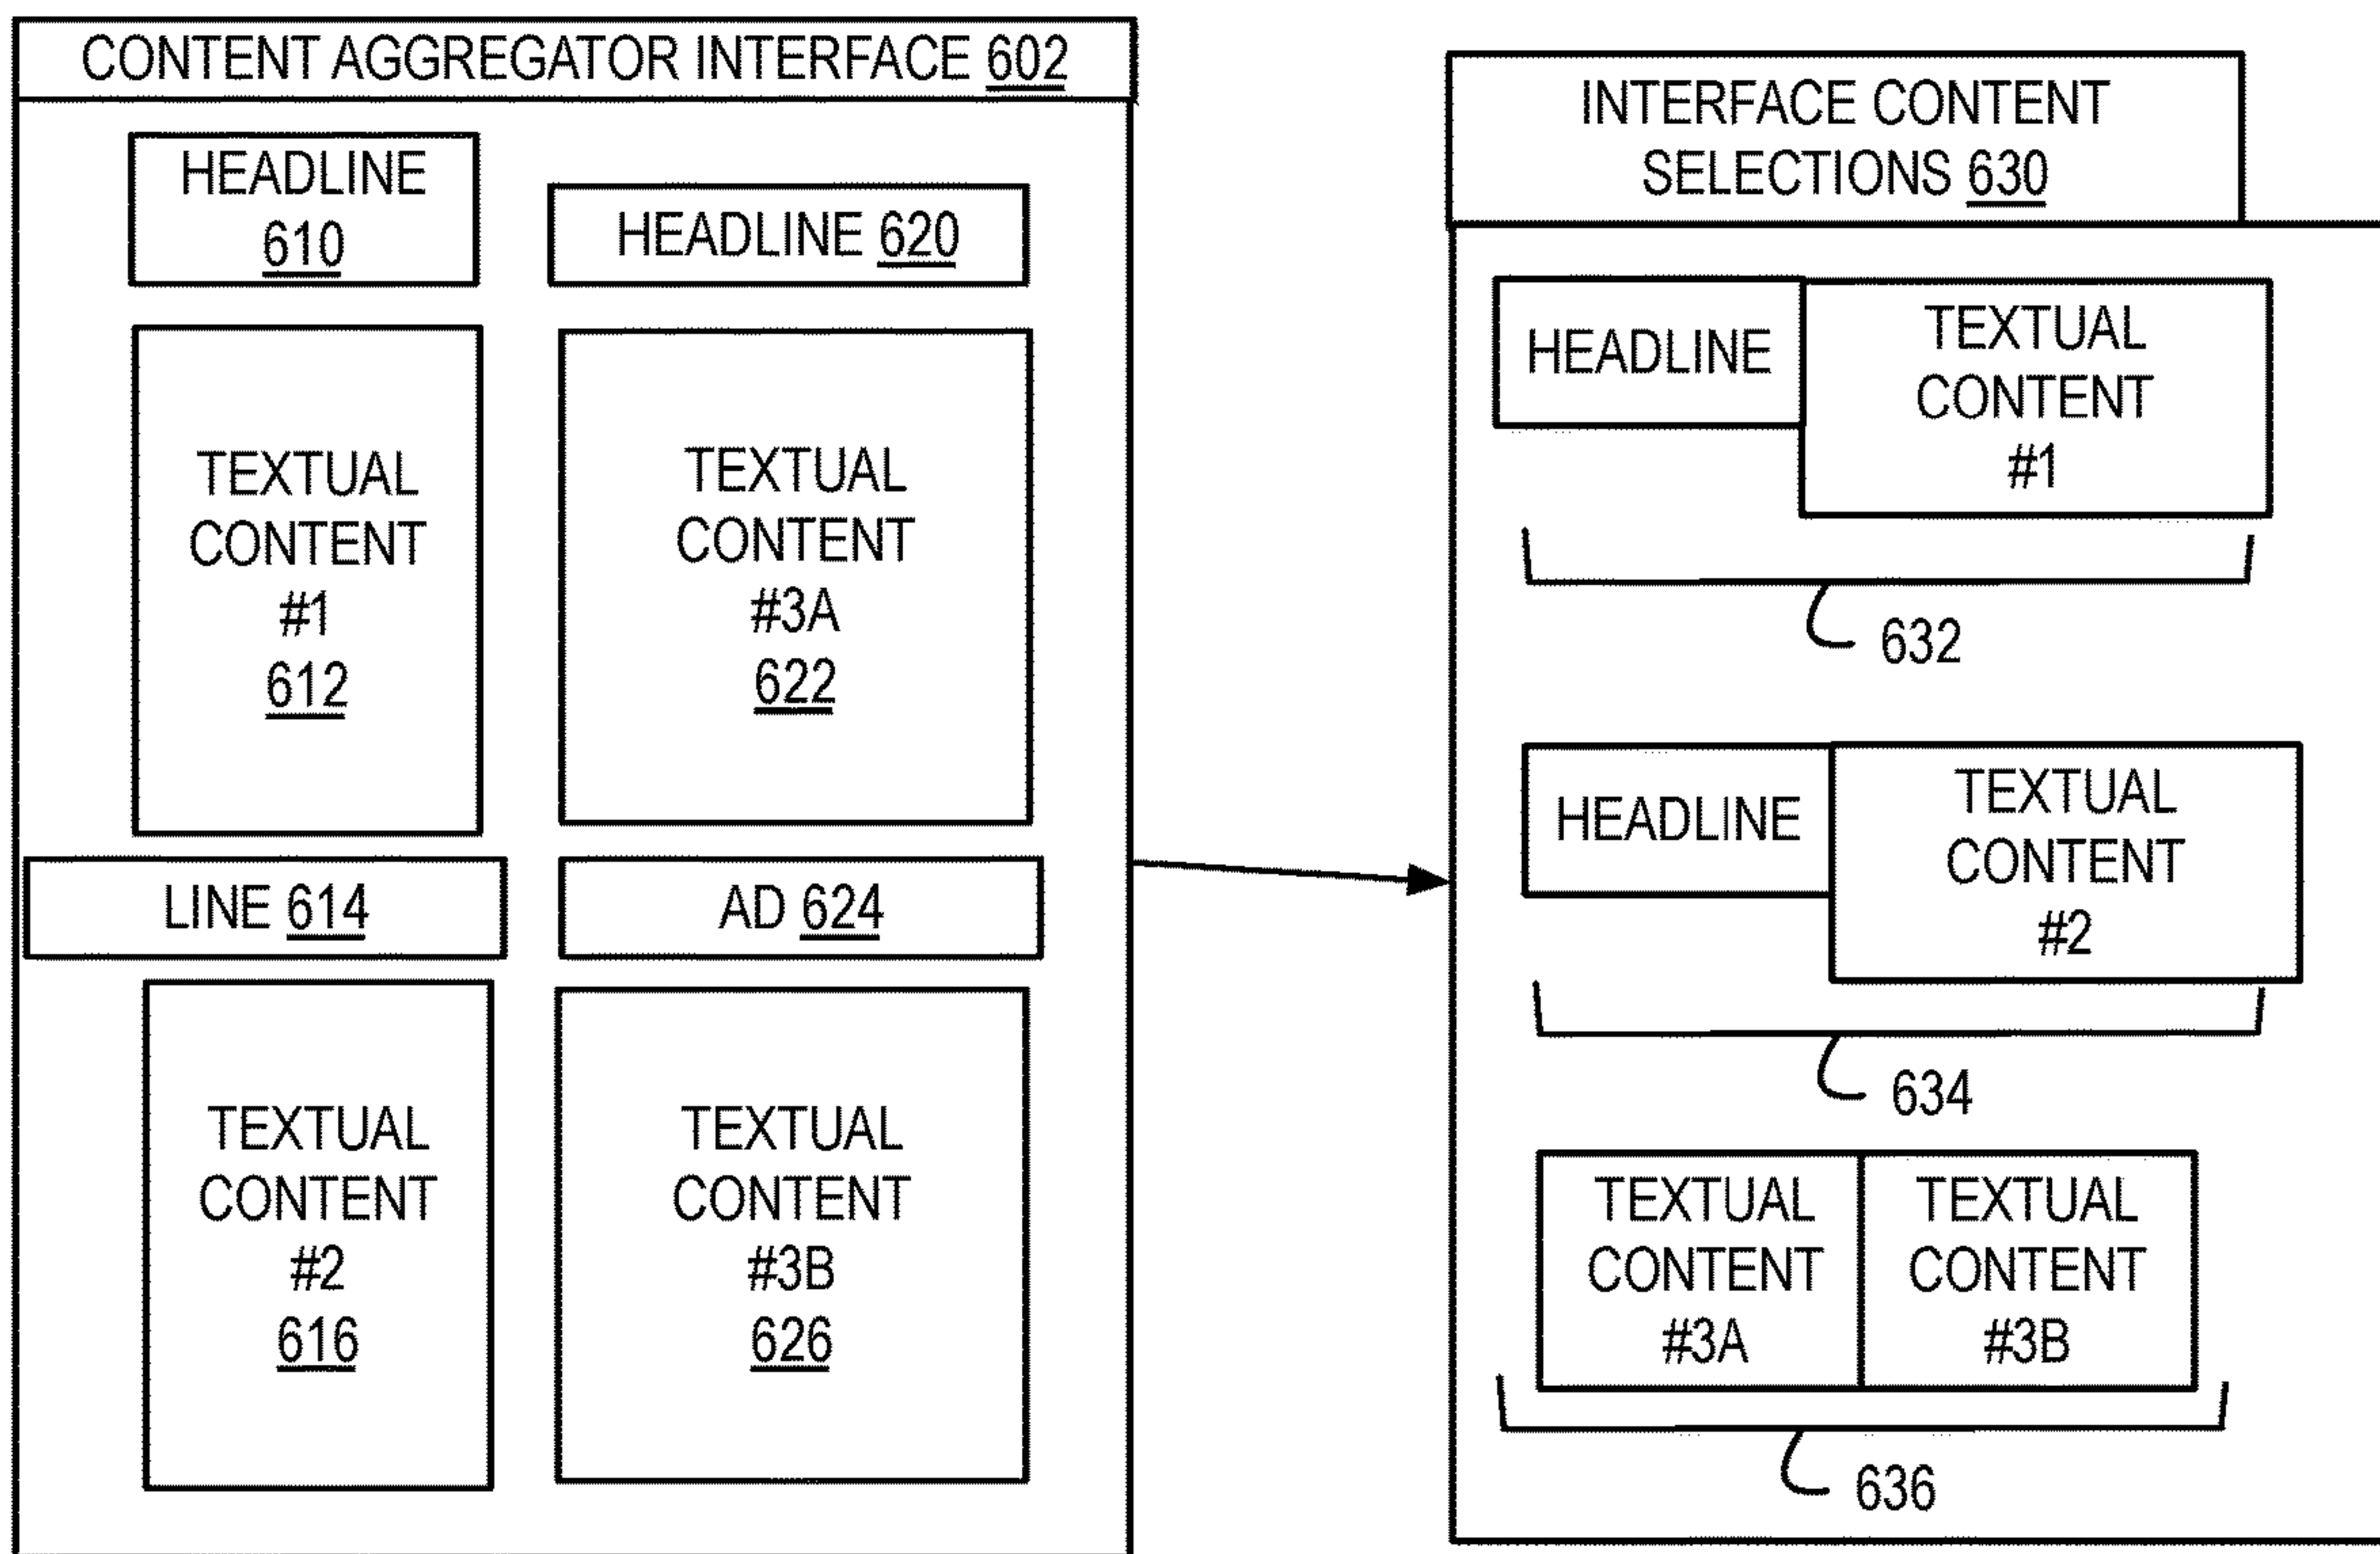 CONTENT AGGREGATOR INTERFACE 602
HEADLINE
610
TEXTUAL
CONTENT
#1
612
LINE 614
TEXTUAL
CONTENT
#2
616
HEADLINE 620
TEXTUAL
CONTENT
#3A
622
AD 624
TEXTUAL
CONTENT
#3B
626
INTERFACE CONTENT
SELECTIONS 630
HEADLINE
TEXTUAL
CONTENT
#1
632
HEADLINE
TEXTUAL
CONTENT
#2
634
TEXTUAL
CONTENT
#3A
TEXTUAL
CONTENT
#3B
636